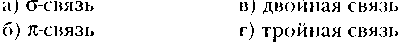 а) σ-связь в) двойная связь
б) π-связь г) тройная связь